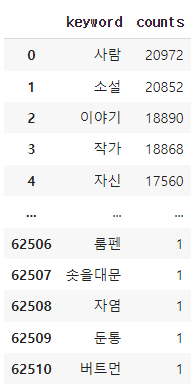 keyword counts
0 사람 20972
1 소설 20852
2 이야기 18890
3 작가 18868
4 자신 17560
... ... ...
62506 룸펜 1
62507 솟을대문 1
62508 자염 1
62509 둔통 1
62510 버트먼 1